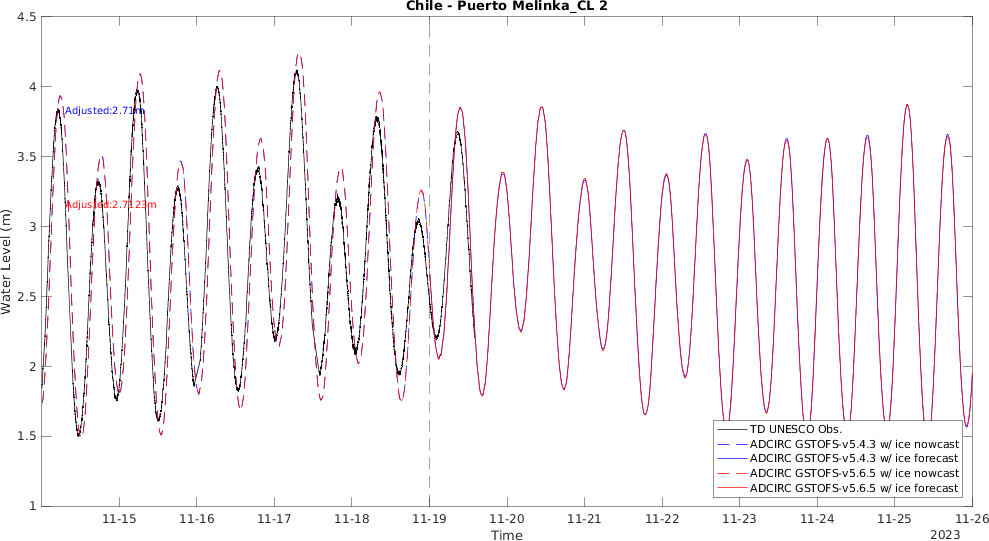 Chile - Puerto Melinka_CL 2
4.5
4
3.5
3
2.5
2
1.5
1
Water Level (m)
Adjusted:2.71m
Adjusted:2.7123m
TD UNESCO Obs.
ADCIRC GSTOFS-v5.4.3 w/ ice nowcast
ADCIRC GSTOFS-v5.4.3 w/ ice forecast
ADCIRC GSTOFS-v5.6.5 w/ ice nowcast
ADCIRC GSTOFS-v5.6.5 w/ ice forecast
11-15 11-16 11-17 11-18 11-19 11-20 11-21 11-22 11-23 11-24 11-25 11-26
Time
2023